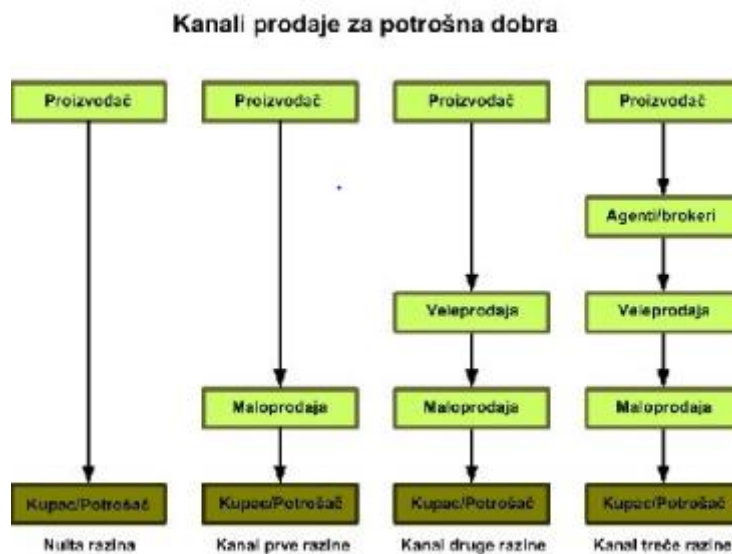 Kanali prodaje za potrošna dobra
Proizvođač
Proizvođač
Proizvođač
Proizvođač
Agenti/brokeri
Veleprodaja
Veleprodaja
Maloprodaja
Maloprodaja
Maloprodaja
Kupac/Potrošač
Kupac/Potrošač
Kupac/Potrošač
Kupac/Potrošač
Nulta razina
Kanal prve razine
Kanal druge razine
Kanal treće razine